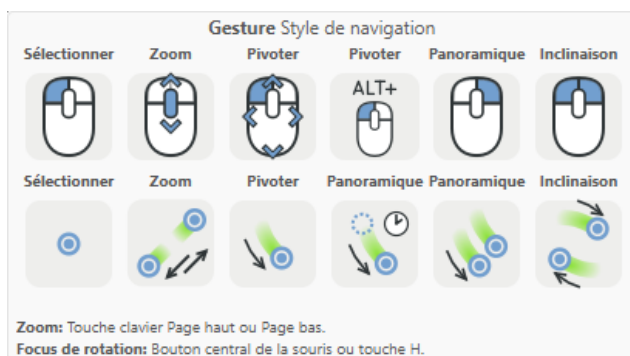 Gesture Style de navigation
Sélectionner Zoom Pivoter Pivoter Panoramique Inclinaison
ALT+
Sélectionner Zoom Pivoter Panoramique Panoramique Inclinaison
Zoom: Touche clavier Page haut ou Page bas.
Focus de rotation: Bouton central de la souris ou touche H.